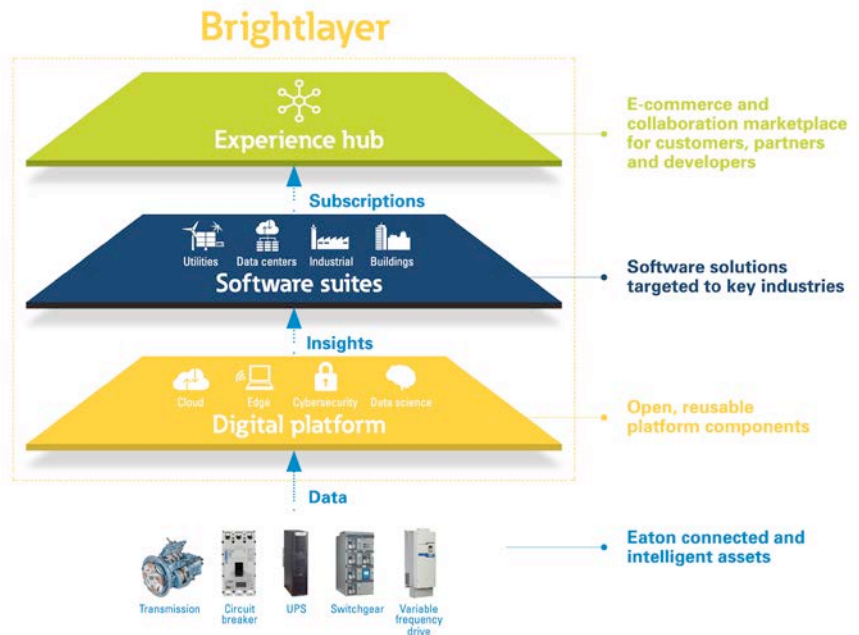 Brightlayer
Experience hub
E-commerce and
collaboration marketplace
for customers, partners
and developers
Subscriptions
Utilities
Data centers
Industrial
Buildings
Software suites
Software solutions
targeted to key industries
Insights
Cloud
Edge
Cybersecurity
Data science
Digital platform
Open, reusable
platform components
Data
Eaton connected and
intelligent assets
Transmission
Circuit
breaker
UPS
Switchgear
Variable
frequency
drive